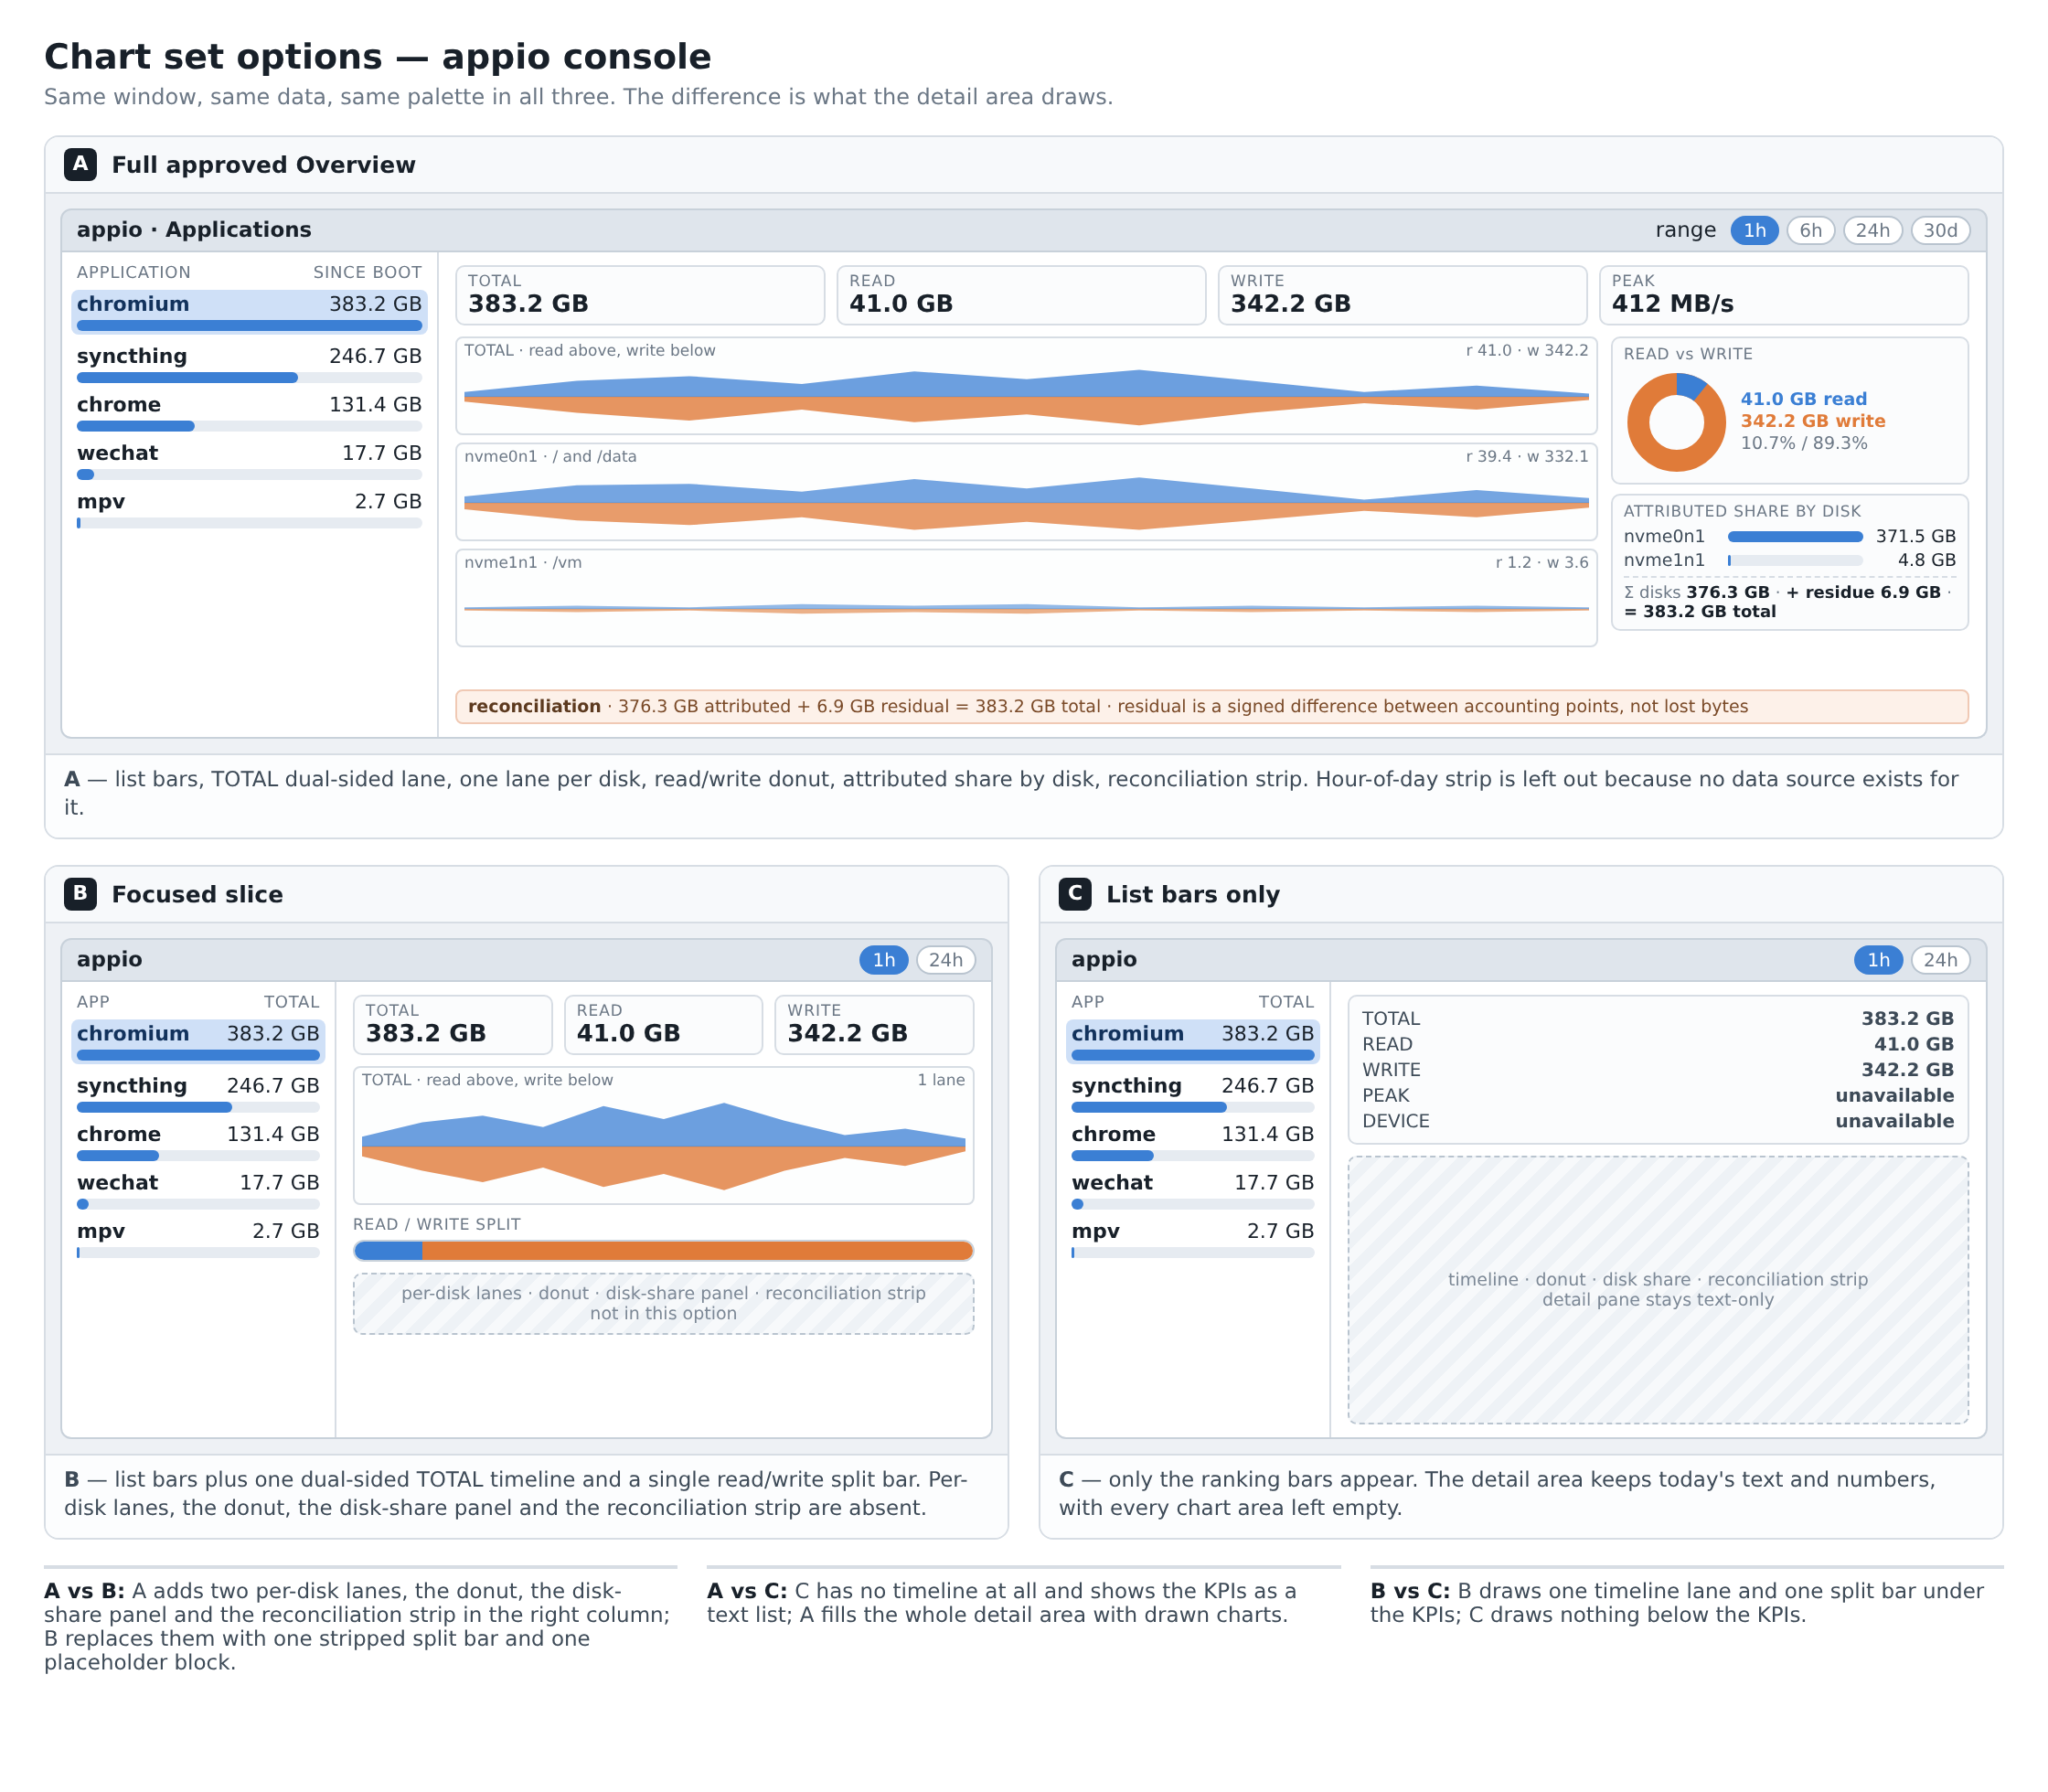 Chart set options — appio console
Same window, same data, same palette in all three. The difference is what the detail area draws.
A Full approved Overview
appio · Applications
range 1h 6h 24h 30d
APPLICATION SINCE BOOT
chromium 383.2 GB
syncthing 246.7 GB
chrome 131.4 GB
wechat 17.7 GB
mpv 2.7 GB
TOTAL
383.2 GB
READ
41.0 GB
WRITE
342.2 GB
PEAK
412 MB/s
TOTAL · read above, write below r 41.0 · w 342.2
nvme0n1 · / and /data r 39.4 · w 332.1
nvme1n1 · /vm r 1.2 · w 3.6
READ vs WRITE
41.0 GB read
342.2 GB write
10.7% / 89.3%
ATTRIBUTED SHARE BY DISK
nvme0n1 371.5 GB
nvme1n1 4.8 GB
Σ disks 376.3 GB · + residue 6.9 GB ·
= 383.2 GB total
reconciliation · 376.3 GB attributed + 6.9 GB residual = 383.2 GB total · residual is a signed difference between accounting points, not lost bytes
A — list bars, TOTAL dual-sided lane, one lane per disk, read/write donut, attributed share by disk, reconciliation strip. Hour-of-day strip is left out because no data source exists for
it.
B Focused slice
appio 1h 24h
APP TOTAL
chromium 383.2 GB
syncthing 246.7 GB
chrome 131.4 GB
wechat 17.7 GB
mpv 2.7 GB
TOTAL
383.2 GB
READ
41.0 GB
WRITE
342.2 GB
TOTAL · read above, write below 1 lane
READ / WRITE SPLIT
per-disk lanes · donut · disk-share panel · reconciliation strip
not in this option
B — list bars plus one dual-sided TOTAL timeline and a single read/write split bar. Per-
disk lanes, the donut, the disk-share panel and the reconciliation strip are absent.
C List bars only
appio 1h 24h
APP TOTAL
chromium 383.2 GB
syncthing 246.7 GB
chrome 131.4 GB
wechat 17.7 GB
mpv 2.7 GB
TOTAL 383.2 GB
READ 41.0 GB
WRITE 342.2 GB
PEAK unavailable
DEVICE unavailable
timeline · donut · disk share · reconciliation strip
detail pane stays text-only
C — only the ranking bars appear. The detail area keeps today's text and numbers,
with every chart area left empty.
A vs B: A adds two per-disk lanes, the donut, the disk-
share panel and the reconciliation strip in the right column;
B replaces them with one stripped split bar and one
placeholder block.
A vs C: C has no timeline at all and shows the KPIs as a
text list; A fills the whole detail area with drawn charts.
B vs C: B draws one timeline lane and one split bar under
the KPIs; C draws nothing below the KPIs.